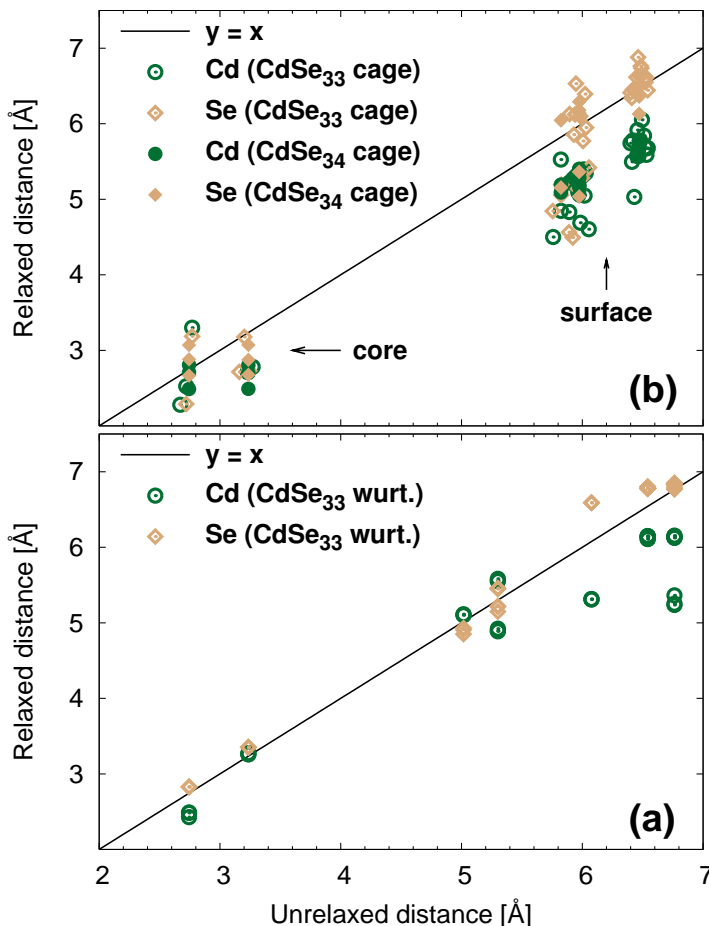 7
6
5
4
3
Relaxed distance [Å]
y = x
Cd (CdSe33 cage)
Se (CdSe33 cage)
Cd (CdSe34 cage)
Se (CdSe34 cage)
surface
core
(b)
7
6
5
4
3
Relaxed distance [Å]
y = x
Cd (CdSe33 wurt.)
Se (CdSe33 wurt.)
(a)
2 3 4 5 6 7
Unrelaxed distance [Å]